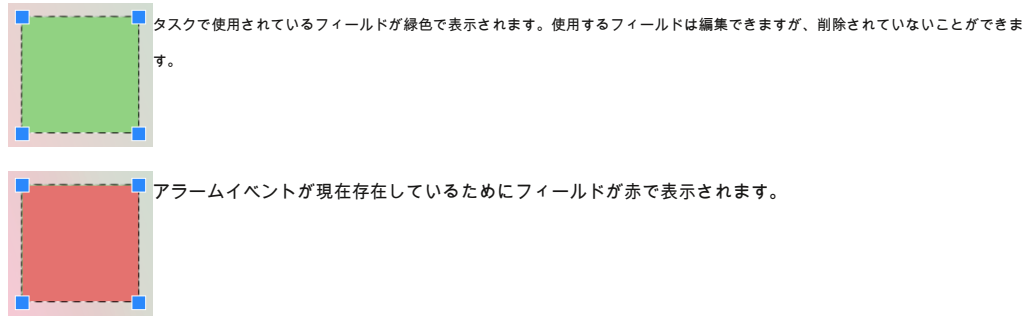 タスクで使用されているフィールドが緑色で表示されます。使用するフィールドは編集できますが、削除されていないことができま
す。
アラームイベントが現在存在しているためにフィールドが赤で表示されます。